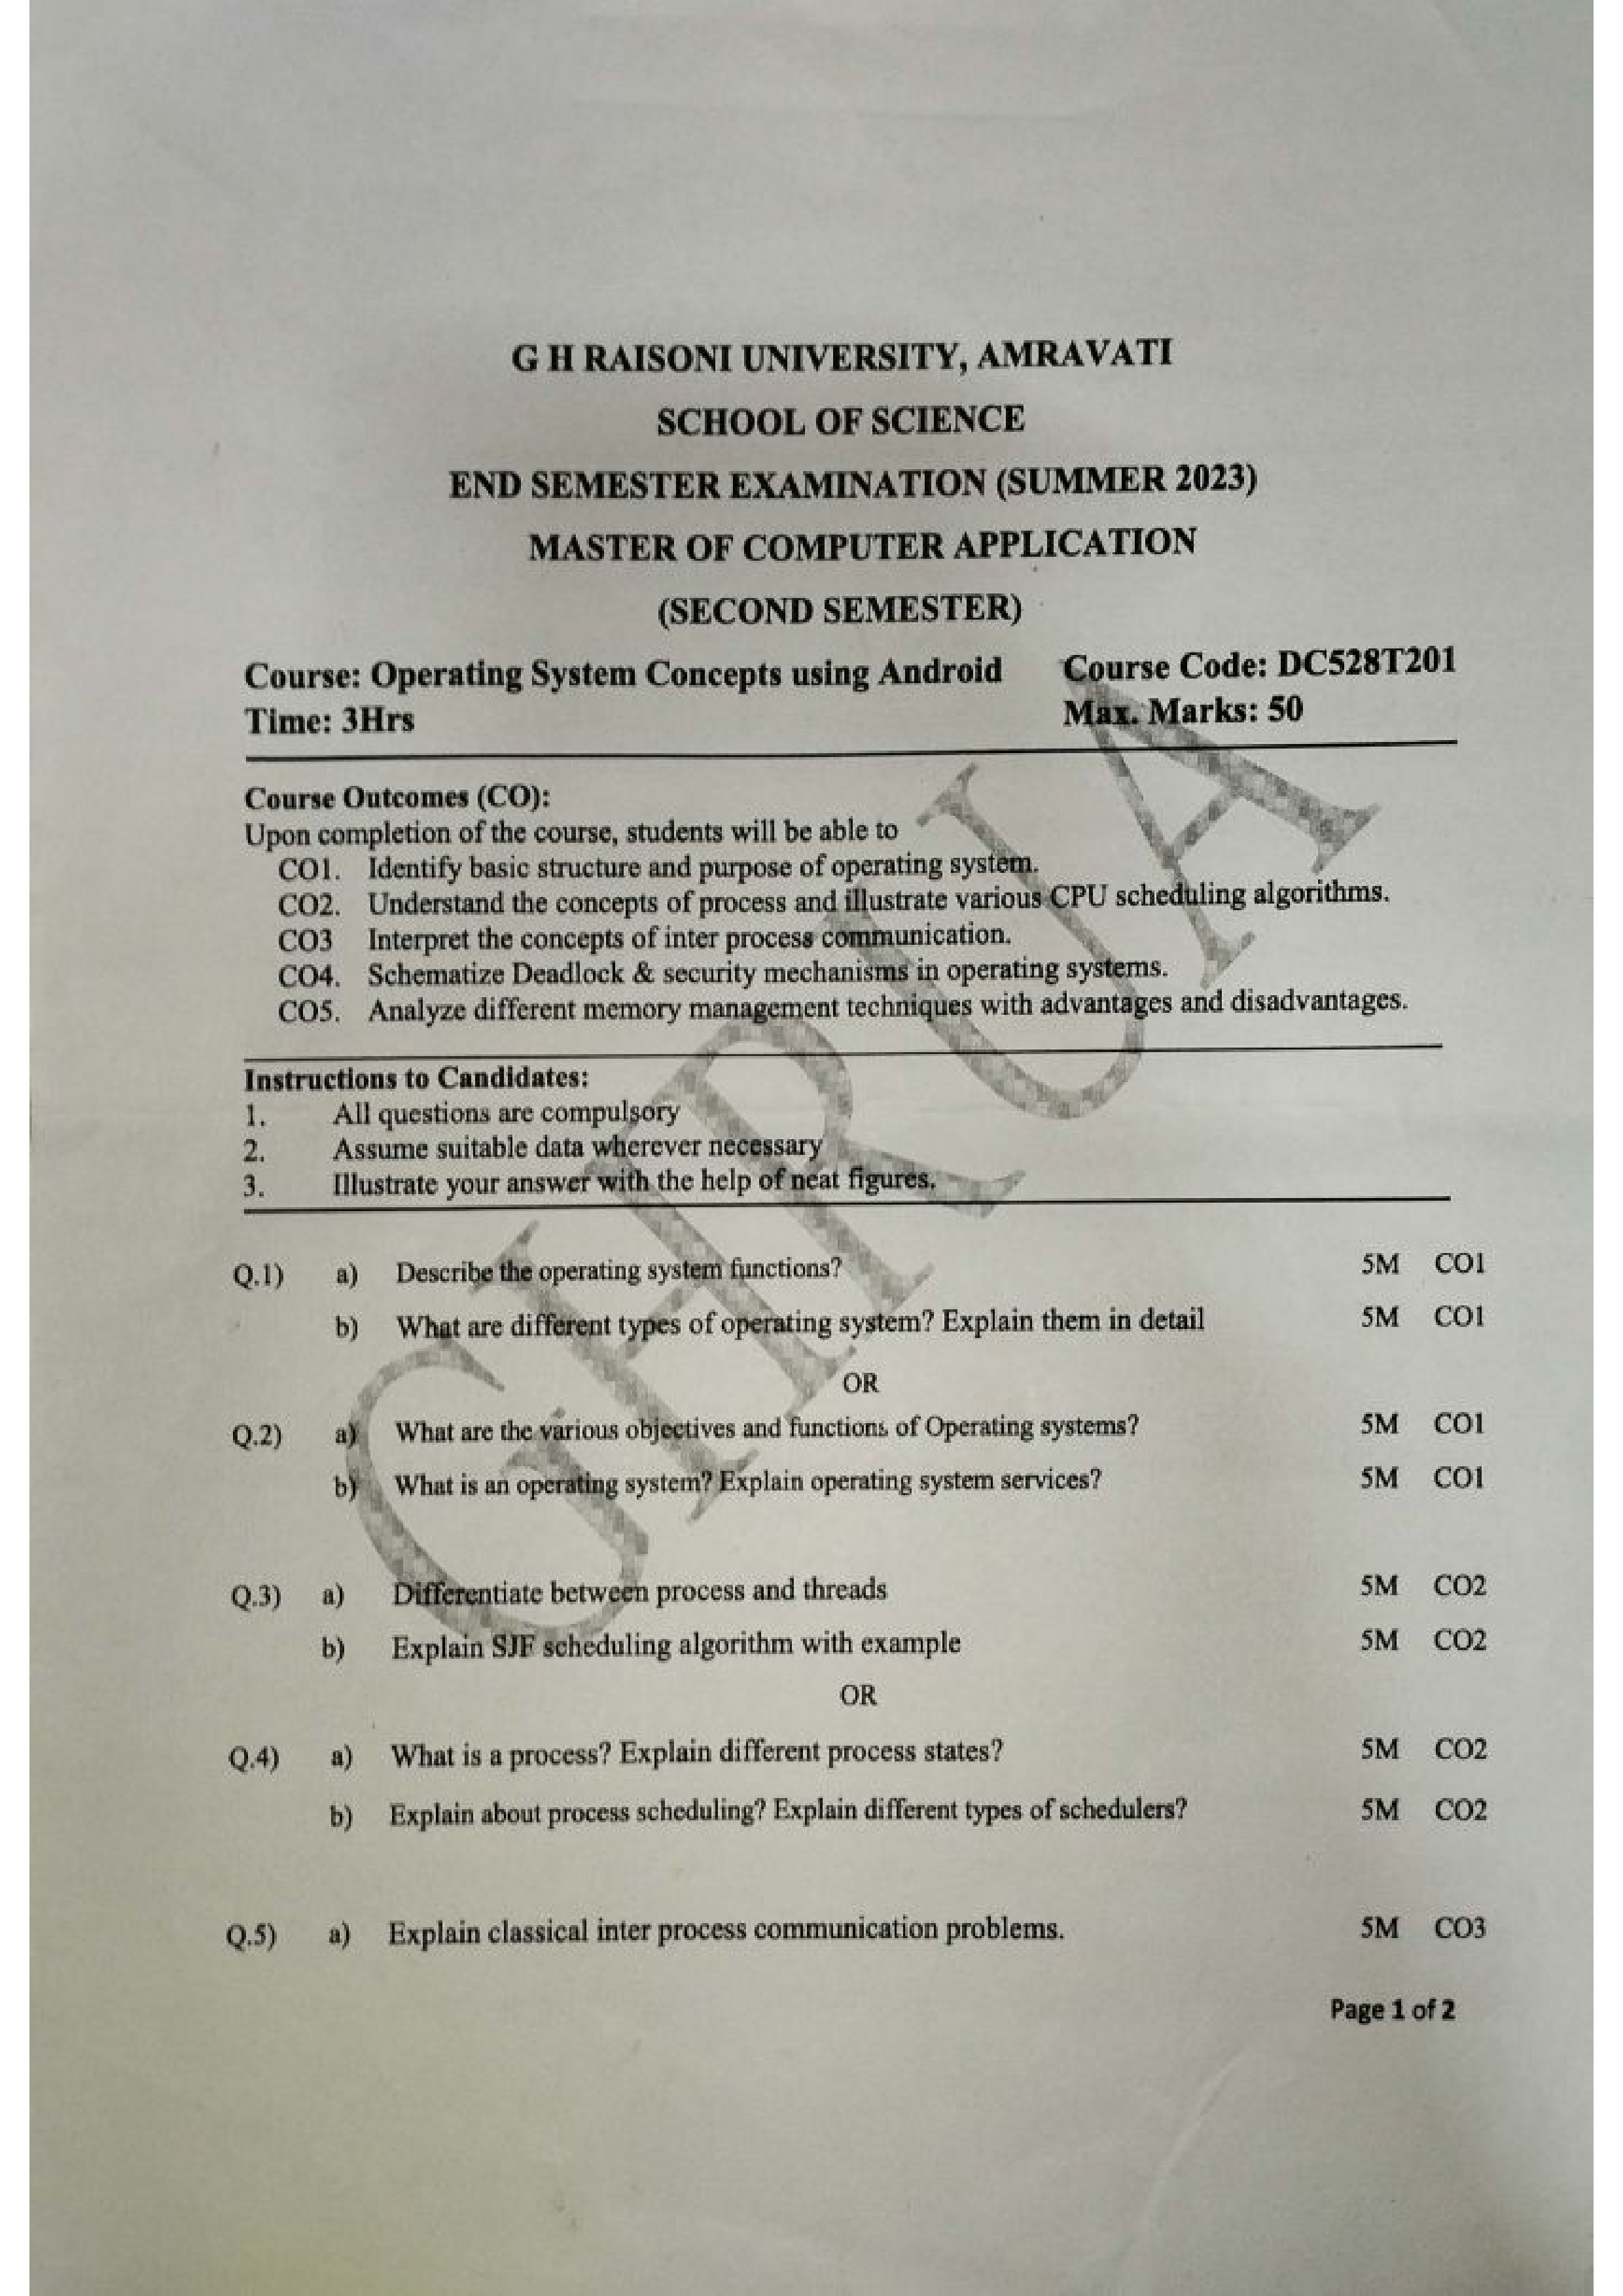 G H RAISONI UNIVERSITY, AMRAVATI
SCHOOL OF SCIENCE
END SEMESTER EXAMINATION (SUMMER 2023)
MASTER OF COMPUTER APPLICATION
(SECOND SEMESTER)
Course: Operating System Concepts using Android Course Code: DC528T201
Time: 3Hrs Max. Marks: 50
Course Outcomes (CO):
Upon completion of the course, students will be able to
CO1. Identify basic structure and purpose of operating system.
CO2. Understand the concepts of process and illustrate various CPU scheduling algorithms.
CO3 Interpret the concepts of inter process communication.
CO4. Schematize Deadlock & security mechanisms in operating systems.
CO5. Analyze different memory management techniques with advantages and disadvantages.
Instructions to Candidates:
1. All questions are compulsory
2. Assume suitable data wherever necessary
3. Illustrate your answer with the help of neat figures.
GHRUA
Q.1) a) Describe the operating system functions? 5M CO1
b) What are different types of operating system? Explain them in detail 5M CO1
OR
Q.2) a) What are the various objectives and functions of Operating systems? 5M CO1
b) What is an operating system? Explain operating system services? 5M CO1
Q.3) a) Differentiate between process and threads 5M CO2
b) Explain SJF scheduling algorithm with example 5M CO2
OR
Q.4) a) What is a process? Explain different process states? 5M CO2
b) Explain about process scheduling? Explain different types of schedulers? 5M CO2
Q.5) a) Explain classical inter process communication problems. 5M CO3
Page 1 of 2